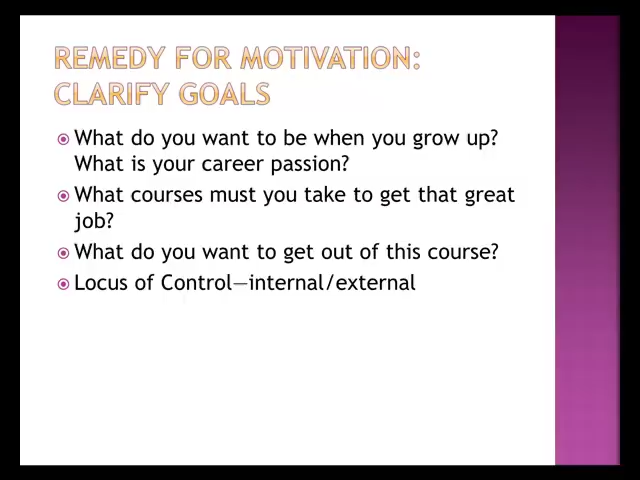 REMEDY FOR MOTIVATION:
CLARIFY GOALS
What do you want to be when you grow up?
What is your career passion?
What courses must you take to get that great
job?
What do you want to get out of this course?
Locus of Control—internal/external